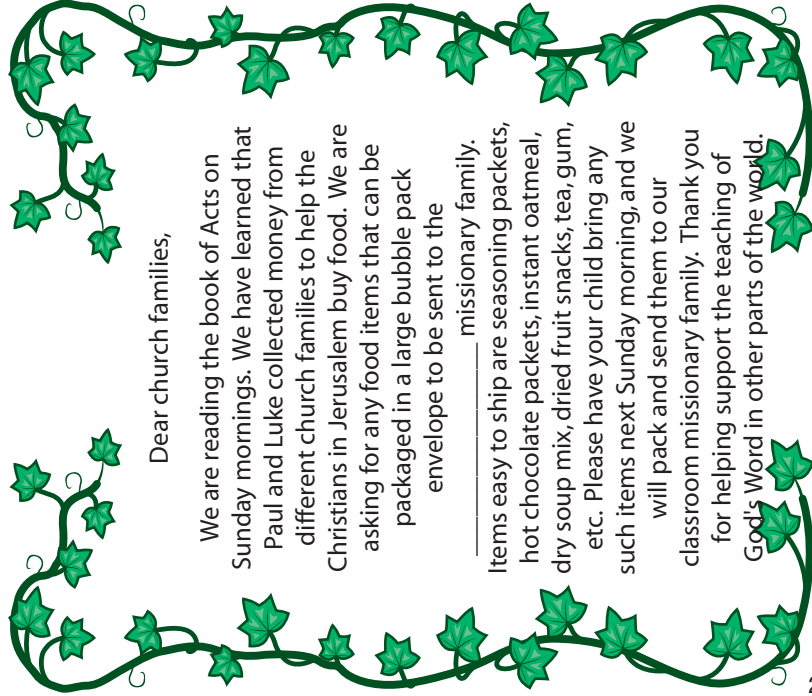 Dear church families,
We are reading the book of Acts on
Sunday mornings. We have learned that
Paul and Luke collected money from
different church families to help the
Christians in Jerusalem buy food. We are
asking for any food items that can be
packaged in a large bubble pack
envelope to be sent to the
____________________ missionary family.
Items easy to ship are seasoning packets,
hot chocolate packets, instant oatmeal,
dry soup mix, dried fruit snacks, tea, gum,
etc. Please have your child bring any
such items next Sunday morning, and we
will pack and send them to our
classroom missionary family. Thank you
for helping support the teaching of
God's Word in other parts of the world.